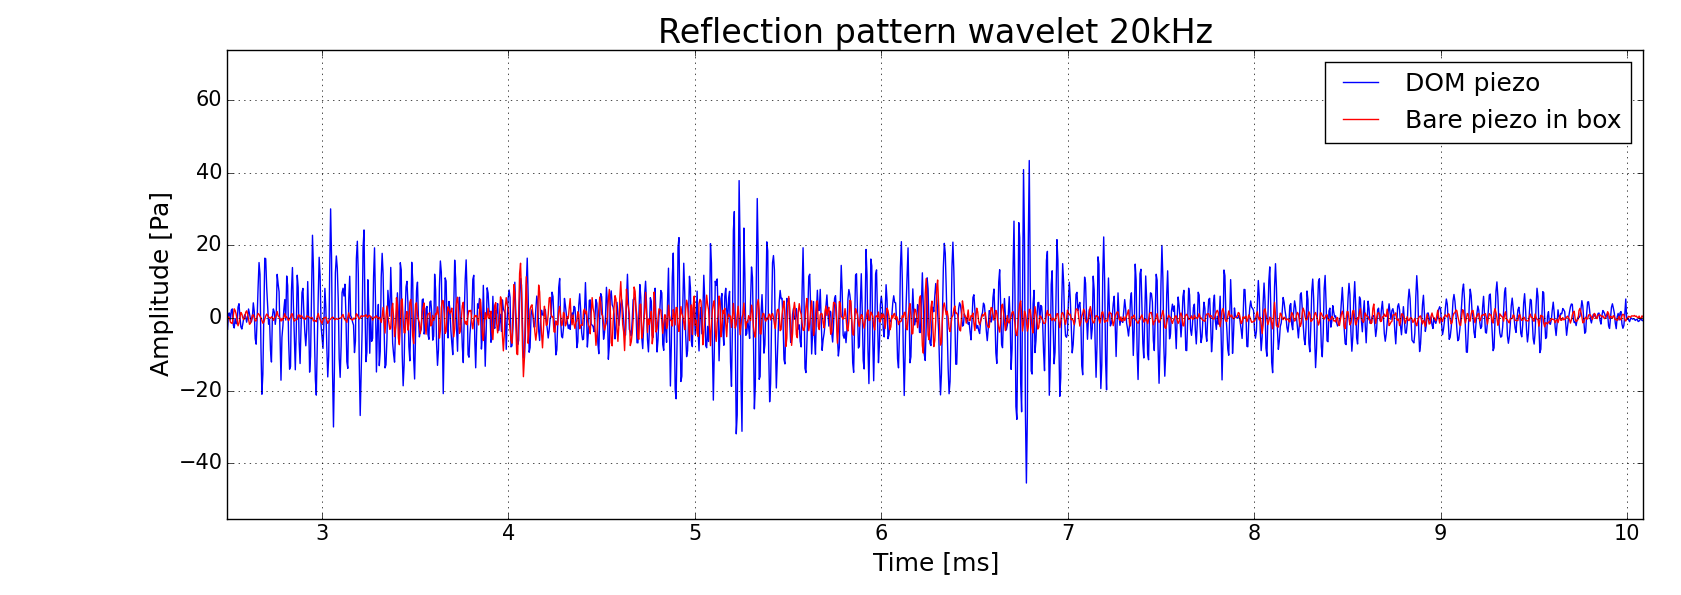 Reflection pattern wavelet 20kHz
DOM piezo
Bare piezo in box
60
40
20
0
−20
−40
Amplitude [Pa]
3 4 5 6 7 8 9 10
Time [ms]